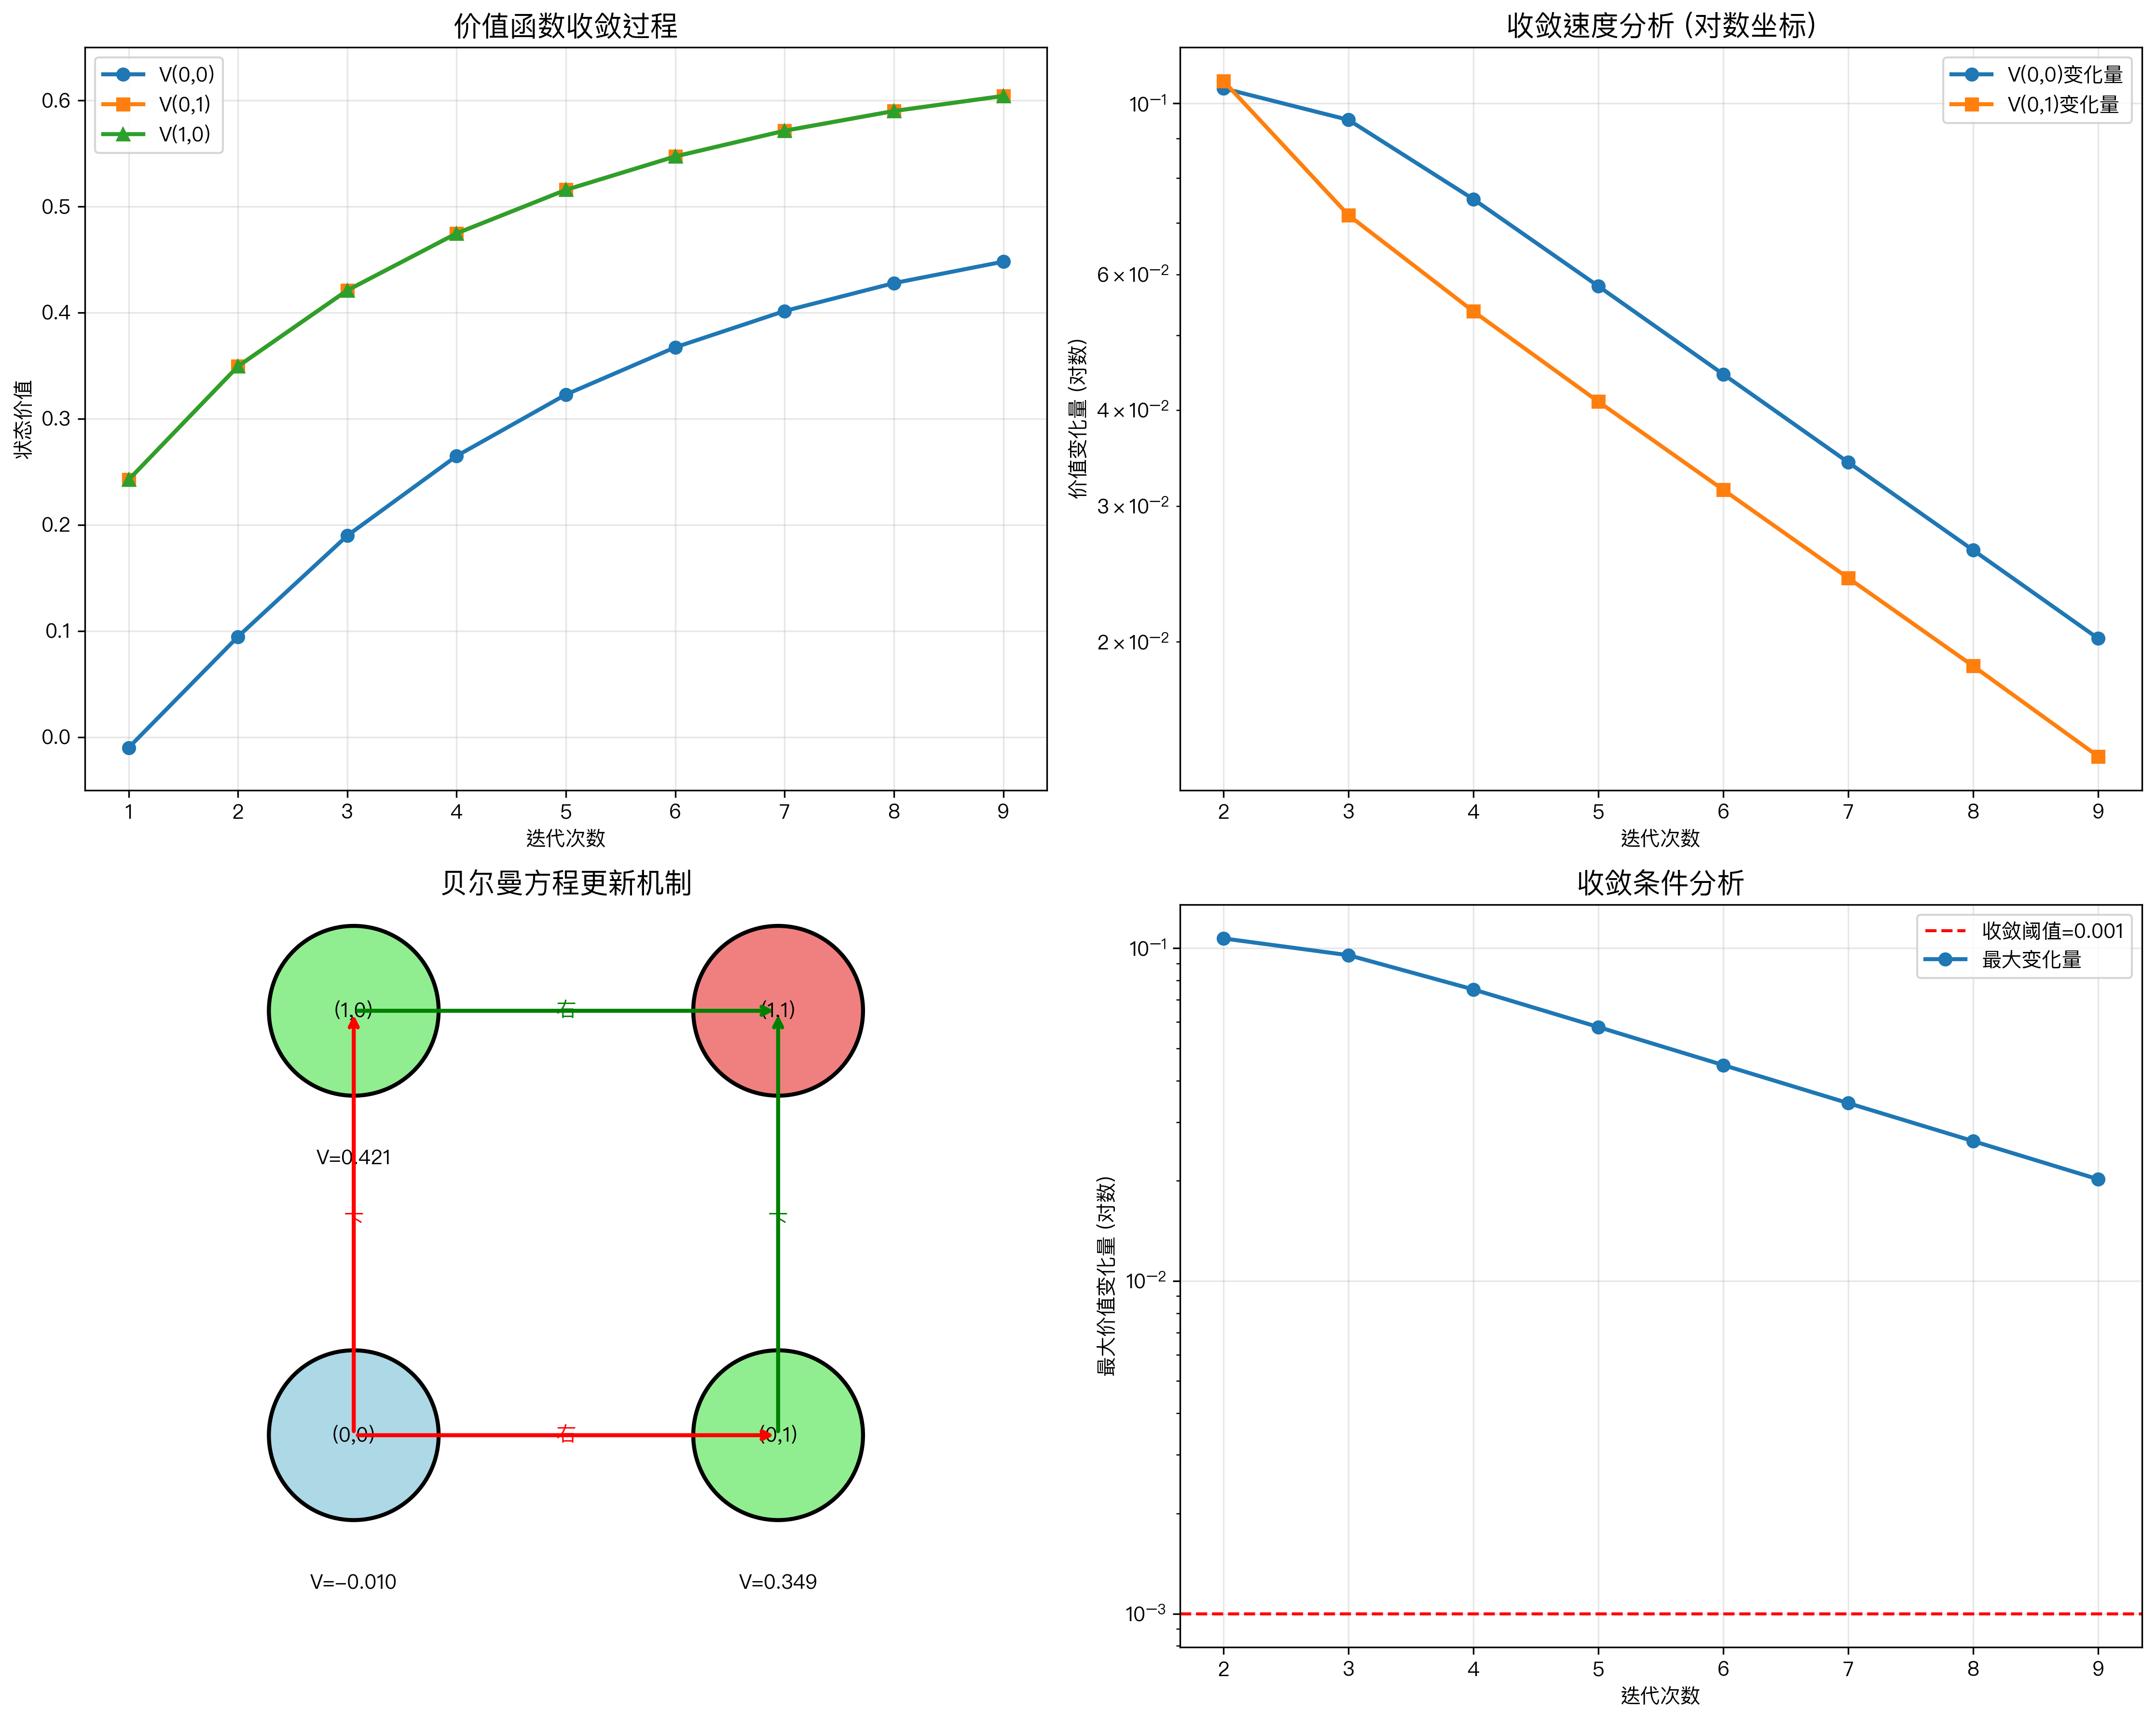 价值函数收敛过程
V(0,0)
V(0,1)
V(1,0)
0.6
0.5
0.4
0.3
0.2
0.1
0.0
状态价值
1 2 3 4 5 6 7 8 9
迭代次数
收敛速度分析 (对数坐标)
V(0,0)变化量
V(0,1)变化量
10⁻¹
6×10⁻²
4×10⁻²
3×10⁻²
2×10⁻²
价值变化量 (对数)
2 3 4 5 6 7 8 9
迭代次数
贝尔曼方程更新机制
(1,0)
右
(1,1)
V=0.421
下
下
(0,0)
右
(0,1)
V=−0.010
V=0.349
收敛条件分析
收敛阈值=0.001
最大变化量
10⁻¹
10⁻²
10⁻³
最大价值变化量 (对数)
2 3 4 5 6 7 8 9
迭代次数